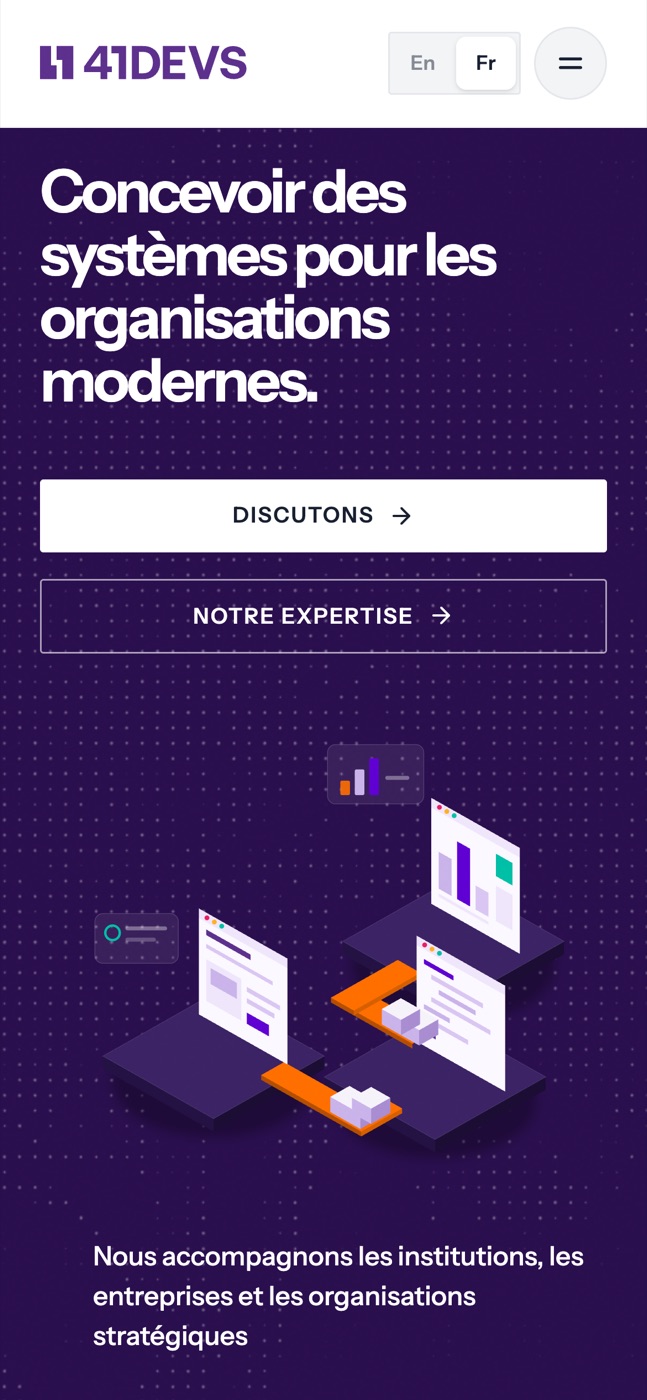 41DEVS
En
Fr
Concevoir des
systèmes pour les
organisations
modernes.
DISCUTONS →
NOTRE EXPERTISE →
Nous accompagnons les institutions, les
entreprises et les organisations
stratégiques